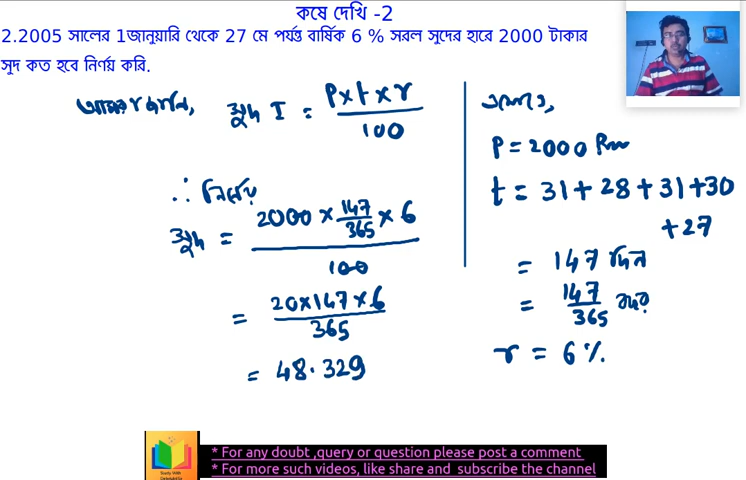 কষে দেখি -2
2.2005 সালের 1জানুয়ারি থেকে 27 মে পর্যন্ত বার্ষিক 6 % সরল সুদের হারে 2000 টাকার
সুদ কত হবে নির্ণয় করি.
আমরা জানি, সুদ I = P×t×r / 100
∴ নির্ণেয়
সুদ = 2000 × 147/365 × 6 / 100
= 20×147×6 / 365
= 48.329
এখানে,
P = 2000
t = 31 + 28 + 31 + 30
+ 27
= 147 দিন
= 147/365 বছর
r = 6 %
Study With
* For any doubt ,query or question please post a comment
* For more such videos, like share and subscribe the channel